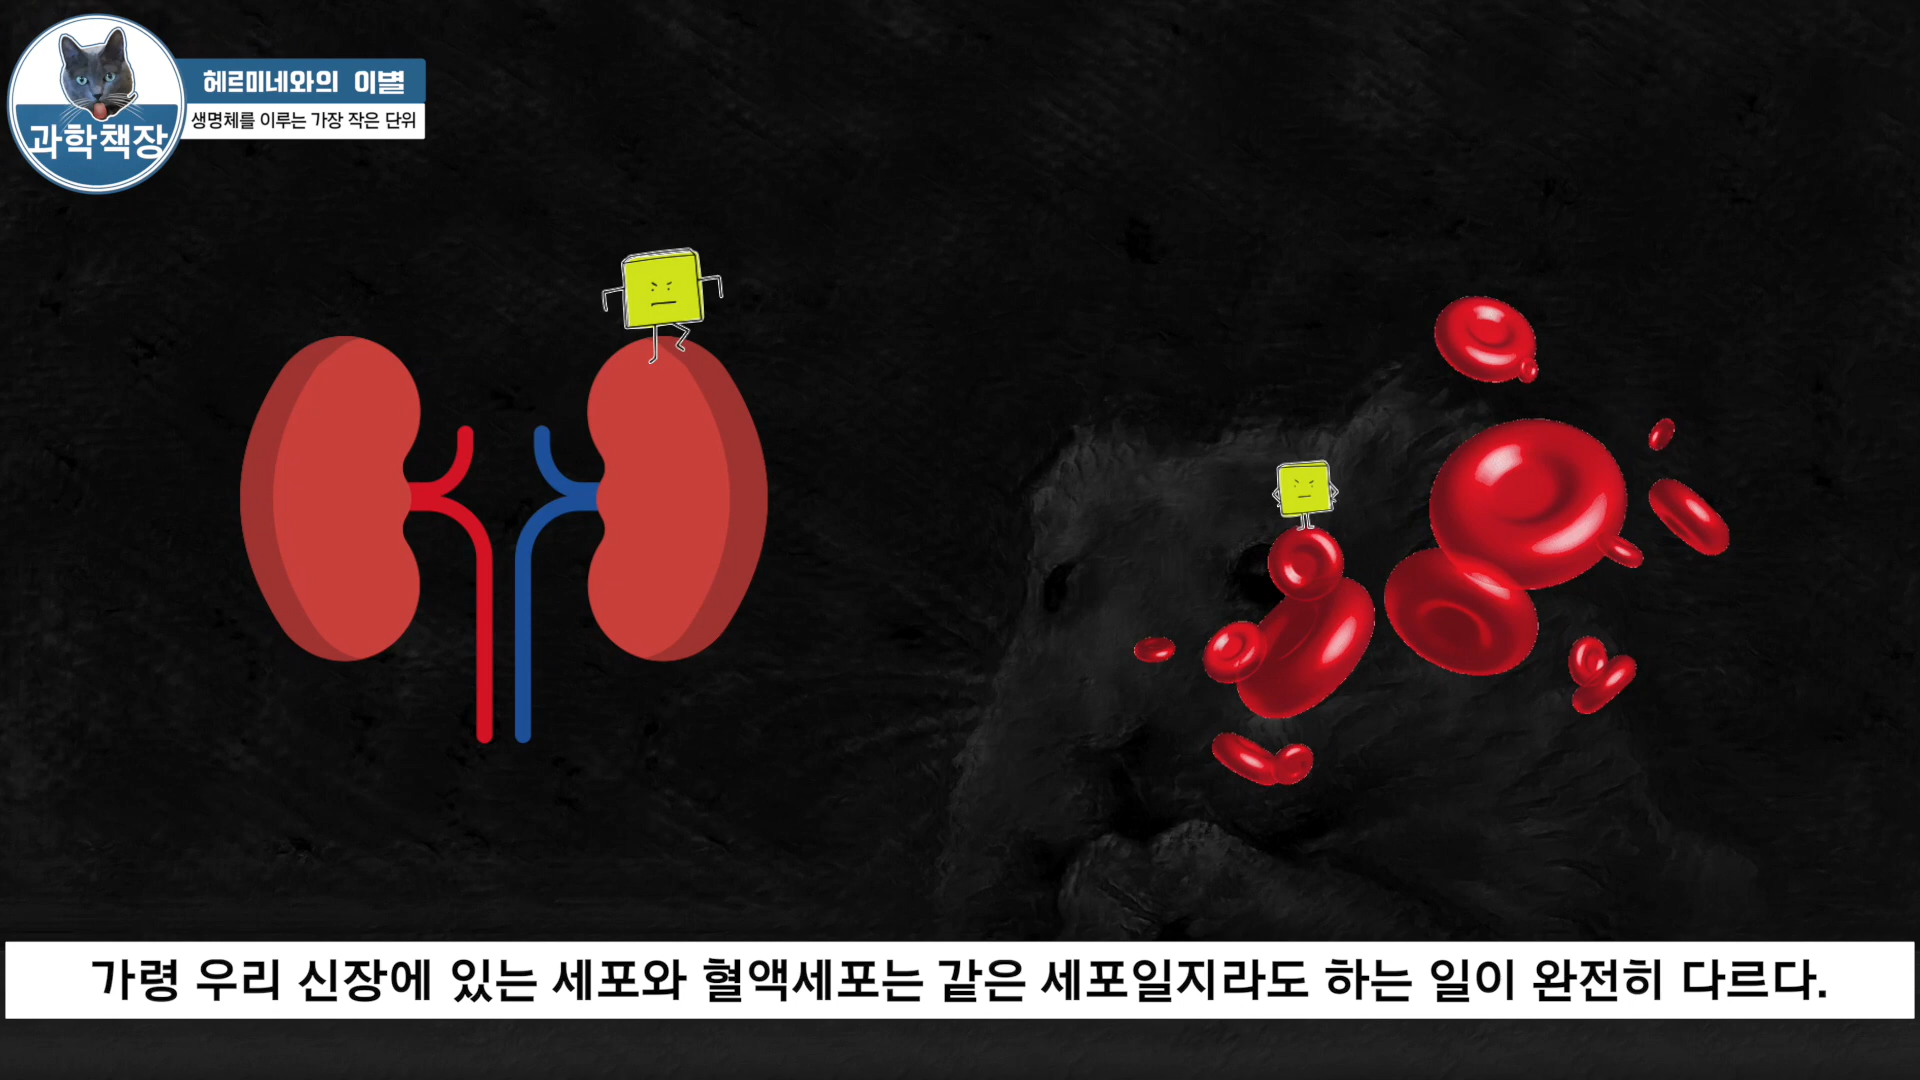 헤르미네와의 이별
생명체를 이루는 가장 작은 단위
과학책장
가령 우리 신장에 있는 세포와 혈액세포는 같은 세포일지라도 하는 일이 완전히 다르다.